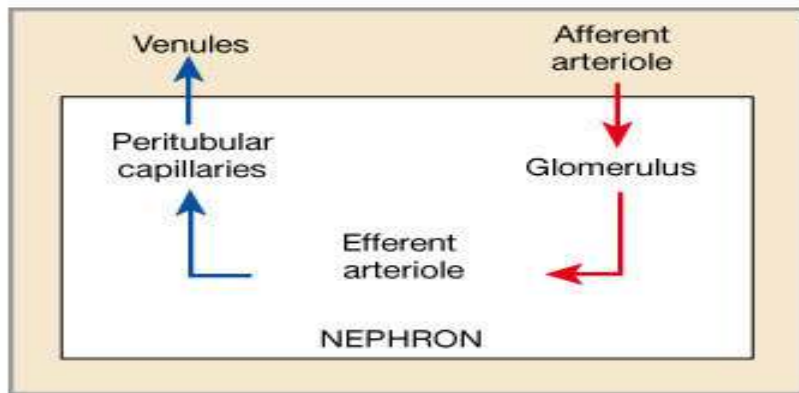 Venules
Afferent
arteriole
Peritubular
capillaries
Glomerulus
Efferent
arteriole
NEPHRON